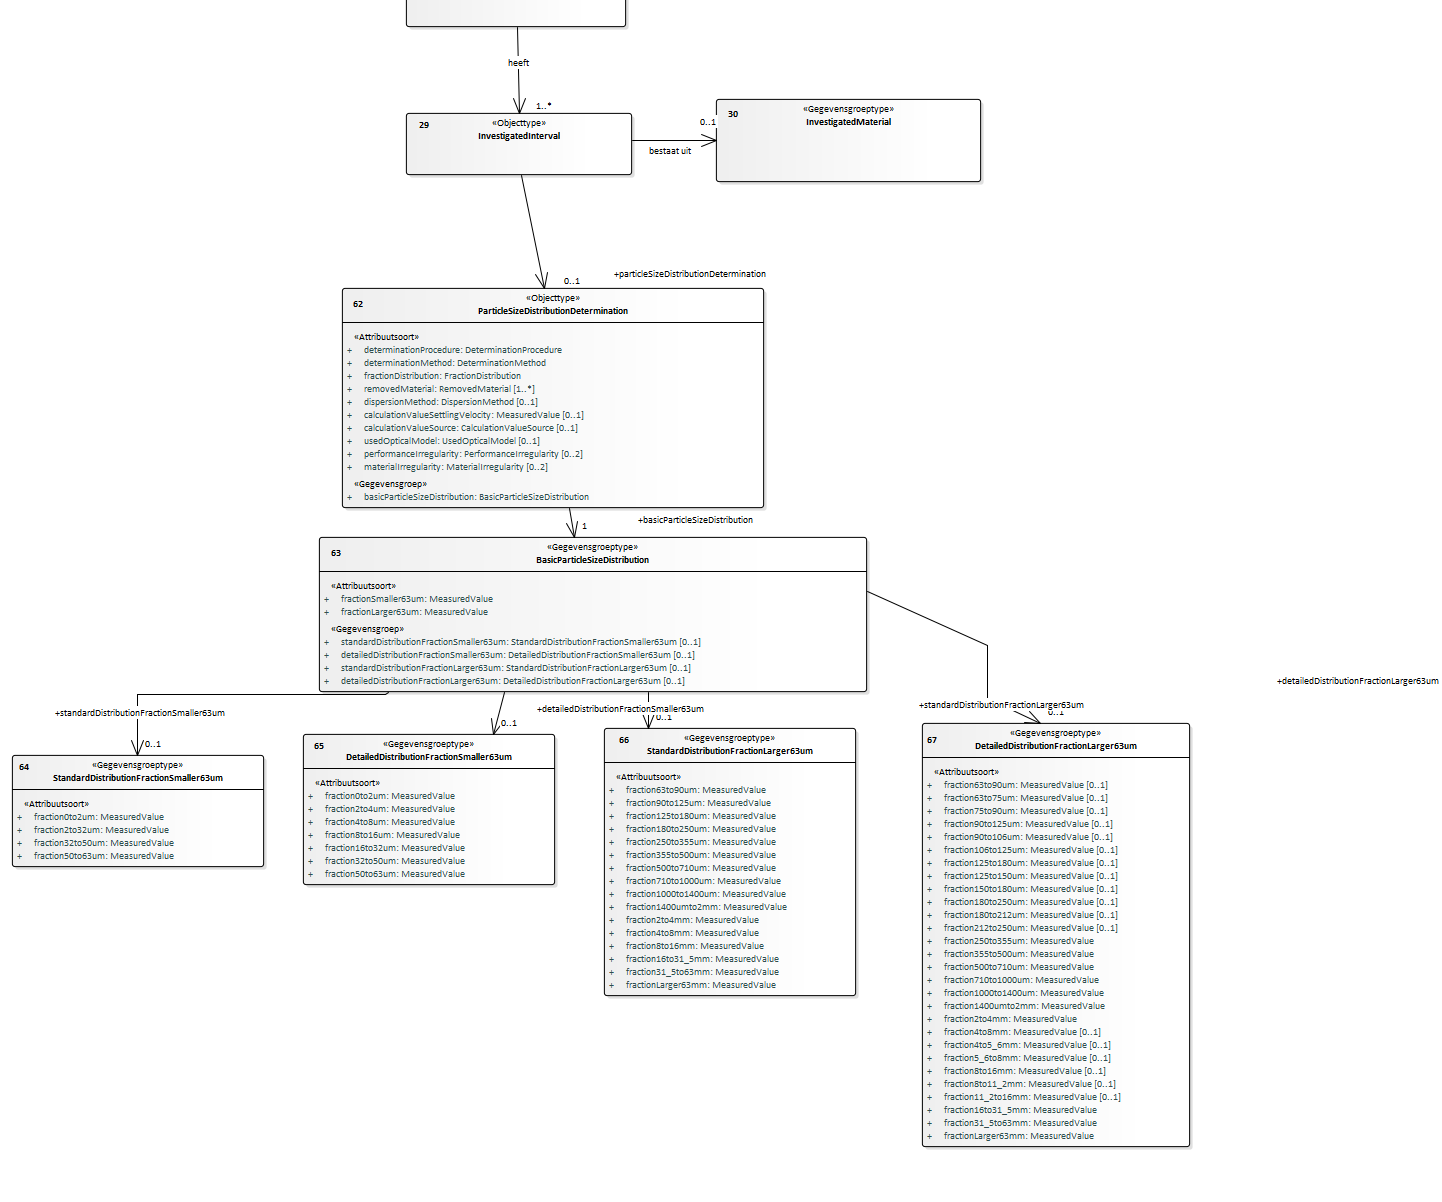 heeft
1..*
29
«Objecttype»
InvestigatedInterval
bestaat uit
0..1
30
«Gegevensgroeptype»
InvestigatedMaterial
0..1
+particleSizeDistributionDetermination
62
«Objecttype»
ParticleSizeDistributionDetermination
«Attribuutsoort»
+ determinationProcedure: DeterminationProcedure
+ determinationMethod: DeterminationMethod
+ fractionDistribution: FractionDistribution
+ removedMaterial: RemovedMaterial [1..*]
+ dispersionMethod: DispersionMethod [0..1]
+ calculationValueSettlingVelocity: MeasuredValue [0..1]
+ calculationValueSource: CalculationValueSource [0..1]
+ usedOpticalModel: UsedOpticalModel [0..1]
+ performanceIrregularity: PerformanceIrregularity [0..2]
+ materialIrregularity: MaterialIrregularity [0..2]
«Gegevensgroep»
+ basicParticleSizeDistribution: BasicParticleSizeDistribution
1
+basicParticleSizeDistribution
63
«Gegevensgroeptype»
BasicParticleSizeDistribution
«Attribuutsoort»
+ fractionSmaller63um: MeasuredValue
+ fractionLarger63um: MeasuredValue
«Gegevensgroep»
+ standardDistributionFractionSmaller63um: StandardDistributionFractionSmaller63um [0..1]
+ detailedDistributionFractionSmaller63um: DetailedDistributionFractionSmaller63um [0..1]
+ standardDistributionFractionLarger63um: StandardDistributionFractionLarger63um [0..1]
+ detailedDistributionFractionLarger63um: DetailedDistributionFractionLarger63um [0..1]
+standardDistributionFractionSmaller63um
0..1
+detailedDistributionFractionSmaller63um
0..1
+standardDistributionFractionLarger63um
0..1
+detailedDistributionFractionLarger63um
0..1
64
«Gegevensgroeptype»
StandardDistributionFractionSmaller63um
«Attribuutsoort»
+ fraction0to2um: MeasuredValue
+ fraction2to32um: MeasuredValue
+ fraction32to50um: MeasuredValue
+ fraction50to63um: MeasuredValue
65
«Gegevensgroeptype»
DetailedDistributionFractionSmaller63um
«Attribuutsoort»
+ fraction0to2um: MeasuredValue
+ fraction2to4um: MeasuredValue
+ fraction4to8um: MeasuredValue
+ fraction8to16um: MeasuredValue
+ fraction16to32um: MeasuredValue
+ fraction32to50um: MeasuredValue
+ fraction50to63um: MeasuredValue
66
«Gegevensgroeptype»
StandardDistributionFractionLarger63um
«Attribuutsoort»
+ fraction63to90um: MeasuredValue
+ fraction90to125um: MeasuredValue
+ fraction125to180um: MeasuredValue
+ fraction180to250um: MeasuredValue
+ fraction250to355um: MeasuredValue
+ fraction355to500um: MeasuredValue
+ fraction500to710um: MeasuredValue
+ fraction710to1000um: MeasuredValue
+ fraction1000to1400um: MeasuredValue
+ fraction1400umto2mm: MeasuredValue
+ fraction2to4mm: MeasuredValue
+ fraction4to8mm: MeasuredValue
+ fraction8to16mm: MeasuredValue
+ fraction16to31_5mm: MeasuredValue
+ fraction31_5to63mm: MeasuredValue
+ fractionLarger63mm: MeasuredValue
67
«Gegevensgroeptype»
DetailedDistributionFractionLarger63um
«Attribuutsoort»
+ fraction63to90um: MeasuredValue [0..1]
+ fraction63to75um: MeasuredValue [0..1]
+ fraction75to90um: MeasuredValue [0..1]
+ fraction90to125um: MeasuredValue [0..1]
+ fraction90to106um: MeasuredValue [0..1]
+ fraction106to125um: MeasuredValue [0..1]
+ fraction125to180um: MeasuredValue [0..1]
+ fraction125to150um: MeasuredValue [0..1]
+ fraction150to180um: MeasuredValue [0..1]
+ fraction180to250um: MeasuredValue [0..1]
+ fraction180to212um: MeasuredValue [0..1]
+ fraction212to250um: MeasuredValue [0..1]
+ fraction250to355um: MeasuredValue
+ fraction355to500um: MeasuredValue
+ fraction500to710um: MeasuredValue
+ fraction710to1000um: MeasuredValue
+ fraction1000to1400um: MeasuredValue
+ fraction1400umto2mm: MeasuredValue
+ fraction2to4mm: MeasuredValue
+ fraction4to8mm: MeasuredValue [0..1]
+ fraction4to5_6mm: MeasuredValue [0..1]
+ fraction5_6to8mm: MeasuredValue [0..1]
+ fraction8to16mm: MeasuredValue [0..1]
+ fraction8to11_2mm: MeasuredValue [0..1]
+ fraction11_2to16mm: MeasuredValue [0..1]
+ fraction16to31_5mm: MeasuredValue
+ fraction31_5to63mm: MeasuredValue
+ fractionLarger63mm: MeasuredValue